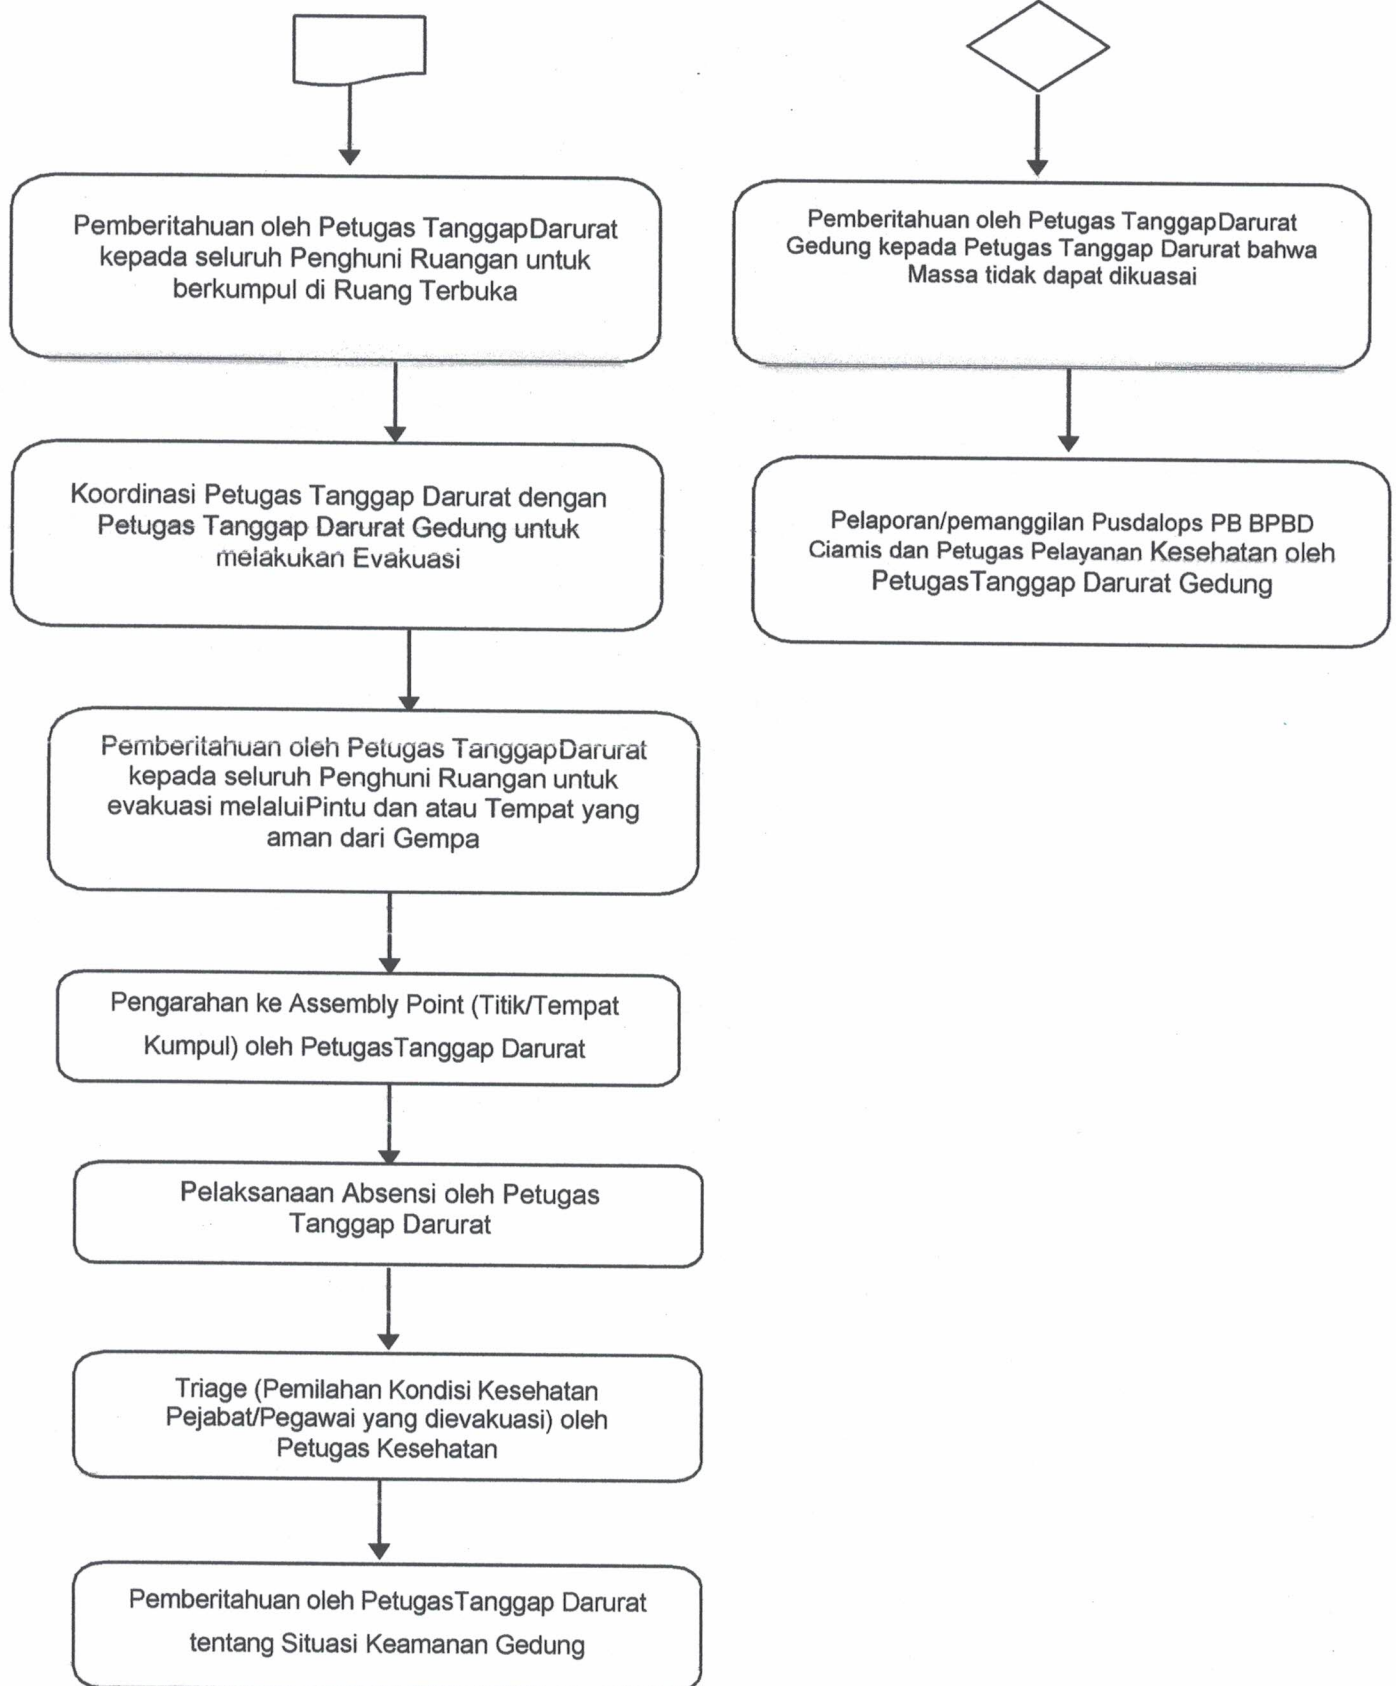 Pemberitahuan oleh Petugas TanggapDarurat
kepada seluruh Penghuni Ruangan untuk
berkumpul di Ruang Terbuka
Koordinasi Petugas Tanggap Darurat dengan
Petugas Tanggap Darurat Gedung untuk
melakukan Evakuasi
Pemberitahuan oleh Petugas TanggapDarurat
kepada seluruh Penghuni Ruangan untuk
evakuasi melaluiPintu dan atau Tempat yang
aman dari Gempa
Pengarahan ke Assembly Point (Titik/Tempat
Kumpul) oleh PetugasTanggap Darurat
Pelaksanaan Absensi oleh Petugas
Tanggap Darurat
Triage (Pemilahan Kondisi Kesehatan
Pejabat/Pegawai yang dievakuasi) oleh
Petugas Kesehatan
Pemberitahuan oleh PetugasTanggap Darurat
tentang Situasi Keamanan Gedung
Pemberitahuan oleh Petugas TanggapDarurat
Gedung kepada Petugas Tanggap Darurat bahwa
Massa tidak dapat dikuasai
Pelaporan/pemanggilan Pusdalops PB BPBD
Ciamis dan Petugas Pelayanan Kesehatan oleh
PetugasTanggap Darurat Gedung